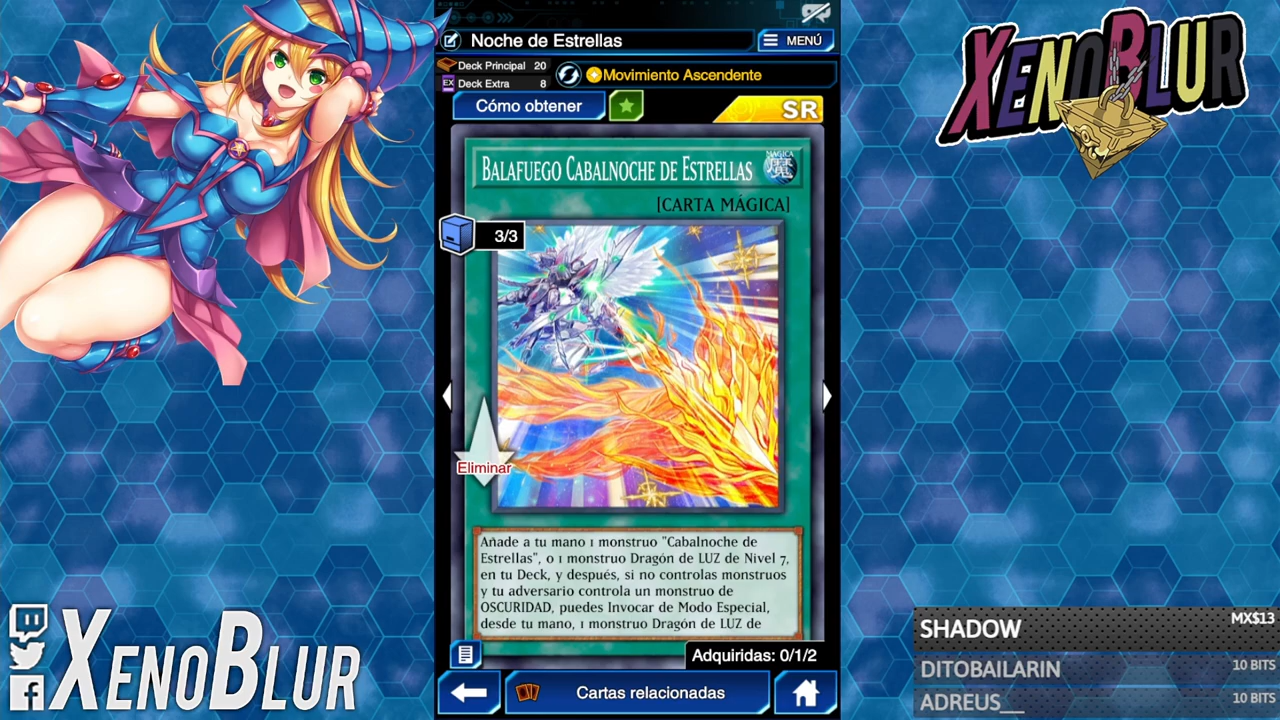 Noche de Estrellas
MENÚ
Deck Principal 20
EX Deck Extra 8
Movimiento Ascendente
Cómo obtener
SR
XENOBLUR
BALAFUEGO CABALNOCHE DE ESTRELLAS
MÁGICA
[CARTA MÁGICA]
3/3
Eliminar
Añade a tu mano 1 monstruo "Cabalnoche de
Estrellas", o 1 monstruo Dragón de LUZ de Nivel 7,
en tu Deck, y después, si no controlas monstruos
y tu adversario controla un monstruo de
OSCURIDAD, puedes Invocar de Modo Especial,
desde tu mano, 1 monstruo Dragón de LUZ de
Adquiridas: 0/1/2
Cartas relacionadas
XENOBLUR
SHADOW MX$13
DITOBAILARIN 10 BITS
ADREUS__ 10 BITS